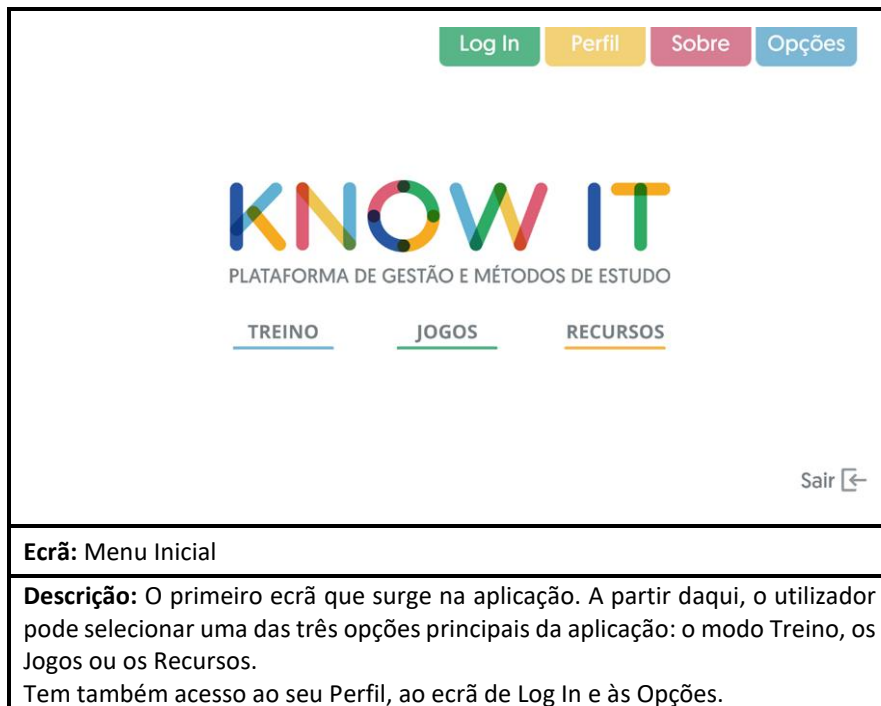 Log In Perfil Sobre Opções
KNOW IT
PLATAFORMA DE GESTÃO E MÉTODOS DE ESTUDO
TREINO JOGOS RECURSOS
Sair
Ecrã: Menu Inicial
Descrição: O primeiro ecrã que surge na aplicação. A partir daqui, o utilizador
pode selecionar uma das três opções principais da aplicação: o modo Treino, os
Jogos ou os Recursos.
Tem também acesso ao seu Perfil, ao ecrã de Log In e às Opções.